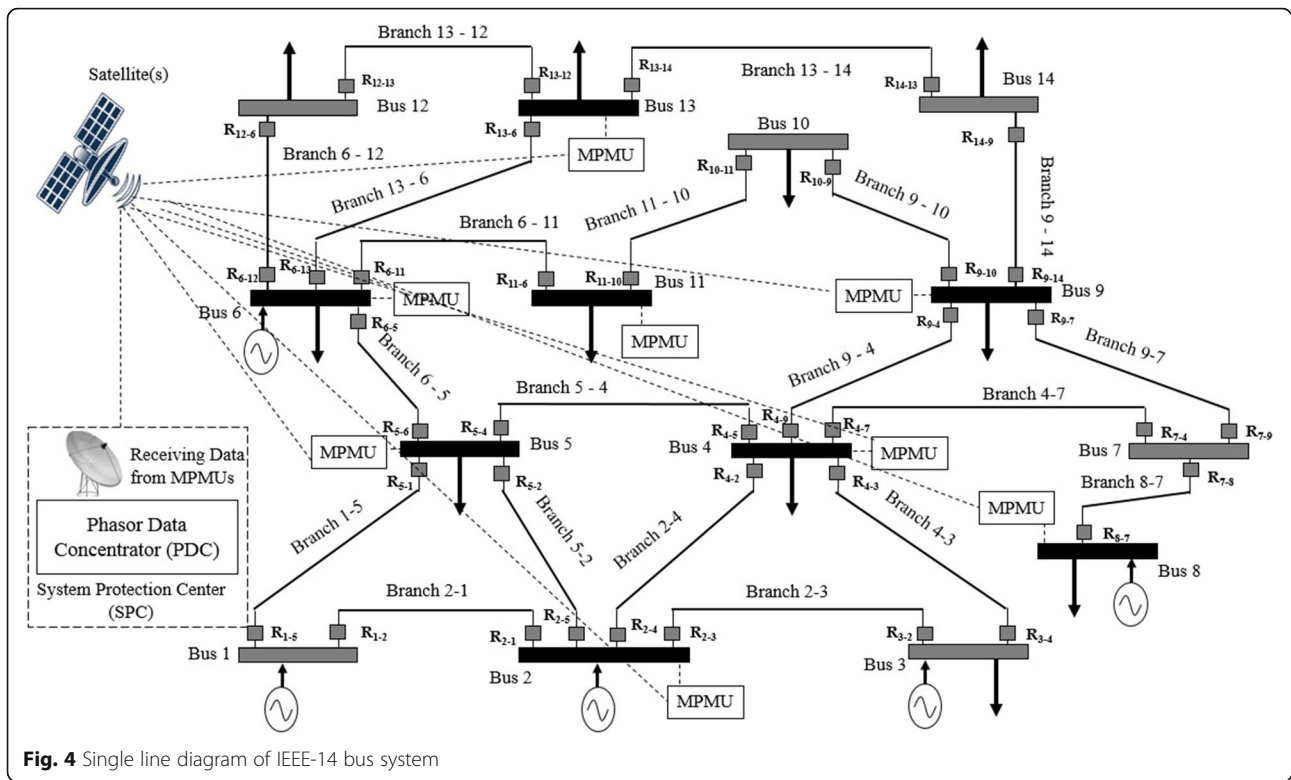 Branch 13 - 12
Satellite(s)
R12-13
R13-12
R13-14
Branch 13 - 14
R14-13
Bus 14
Bus 12
Bus 13
R12-6
R13-6
MPMU
Bus 10
R14-9
Branch 6 - 12
Branch 13 - 6
R10-11
R10-9
Branch 9 - 14
Branch 6 - 11
Branch 11 - 10
Branch 9 - 10
R6-12
R6-13
R6-11
R11-6
R11-10
Bus 11
R9-10
R9-14
Bus 6
MPMU
MPMU
Bus 9
R6-5
MPMU
R9-4
R9-7
Branch 6 - 5
Branch 5 - 4
Branch 9 - 4
Branch 9-7
Branch 4-7
R5-6
R5-4
R4-5
R4-9
R4-7
R7-4
R7-9
MPMU
Bus 5
Bus 4
MPMU
Bus 7
R5-1
R5-2
R4-2
R4-3
R7-8
Receiving Data
from MPMUs
Branch 8-7
MPMU
Phasor Data
Concentrator (PDC)
Branch 1-5
Branch 5-2
Branch 2-4
Branch 4-3
R8-7
Bus 8
System Protection Center
(SPC)
Branch 2-1
Branch 2-3
R1-5
R1-2
R2-1
R2-5
R2-4
R2-3
R3-2
R3-4
Bus 1
Bus 2
Bus 3
MPMU
Fig. 4 Single line diagram of IEEE-14 bus system